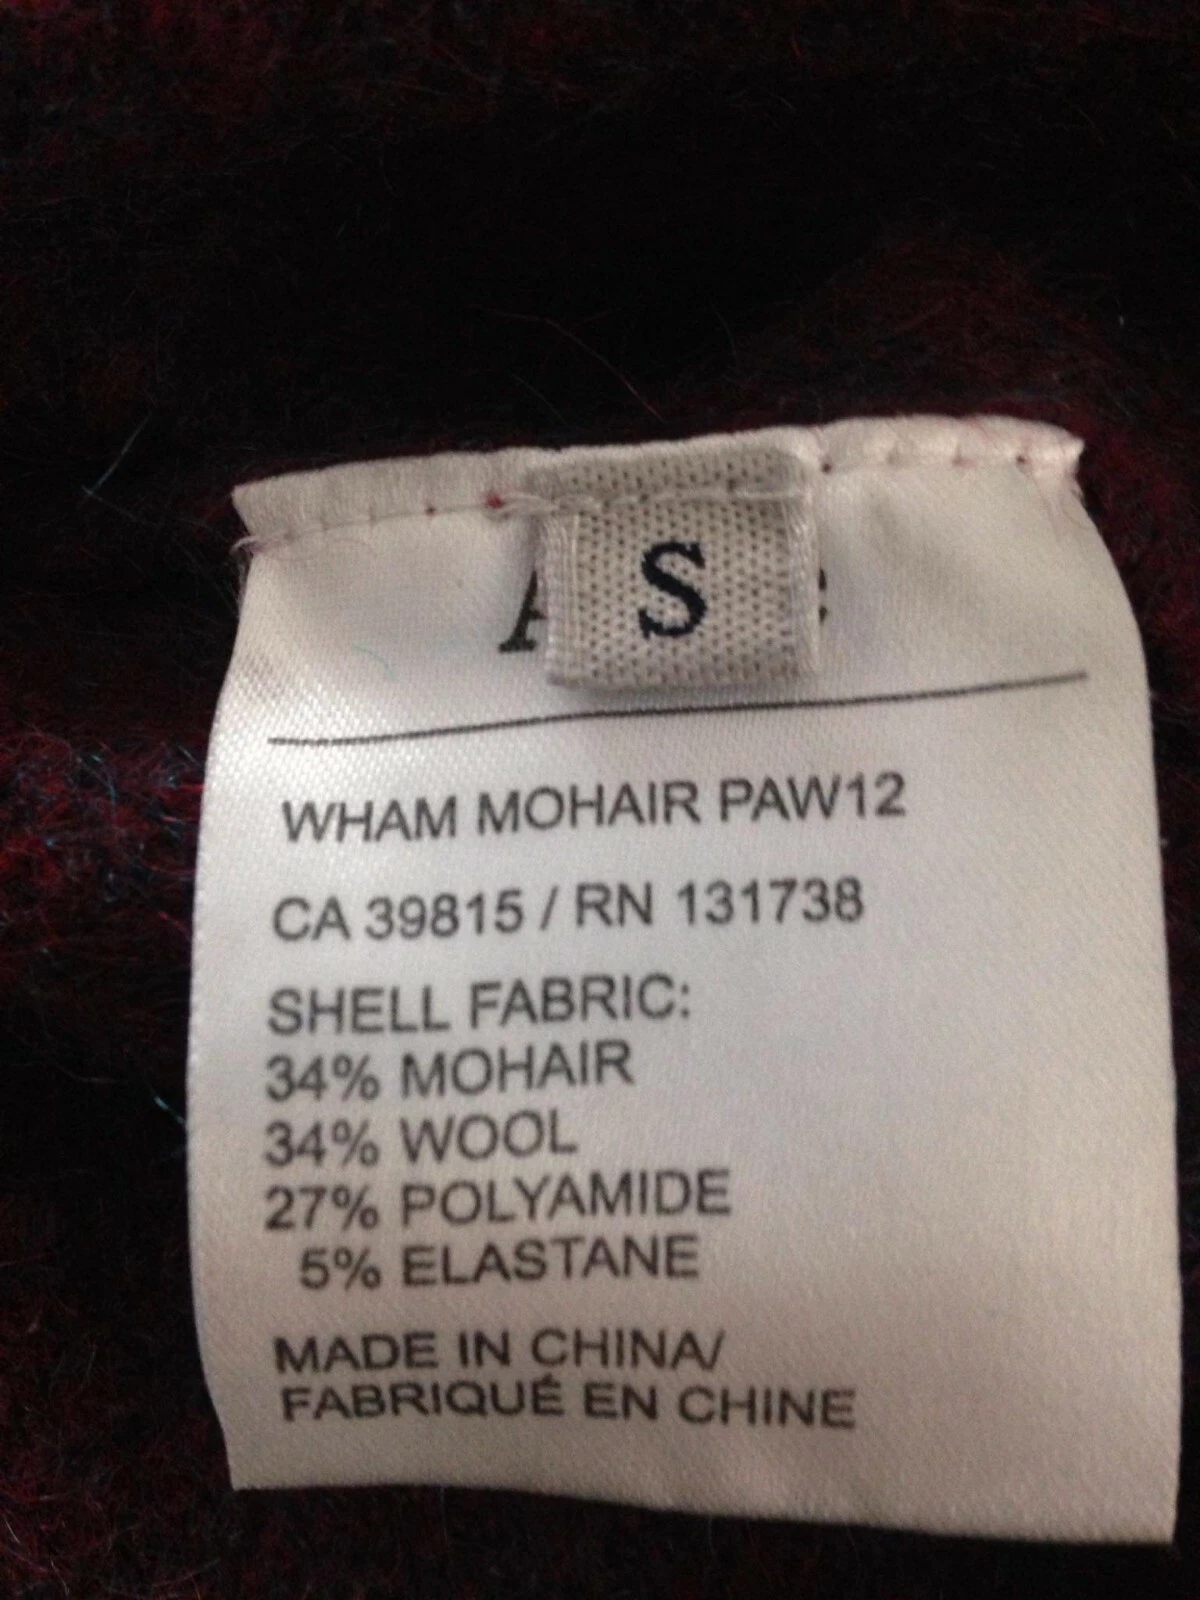 S
WHAM MOHAIR PAW12
CA 39815 / RN 131738
SHELL FABRIC:
34% MOHAIR
34% WOOL
27% POLYAMIDE
5% ELASTANE
MADE IN CHINA/
FABRIQUÉ EN CHINE